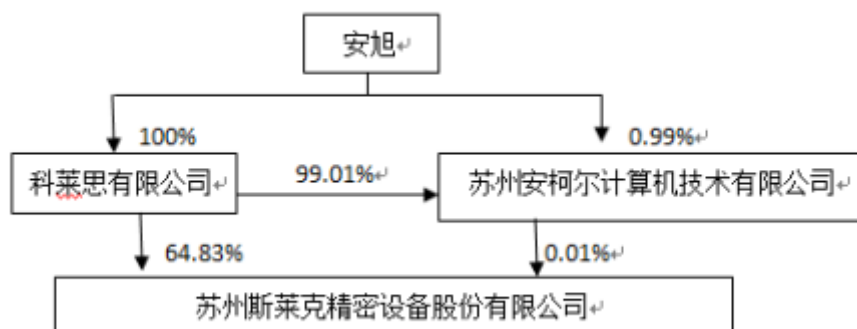 安旭
100%
0.99%
科莱思有限公司
99.01%
苏州安柯尔计算机技术有限公司
64.83%
0.01%
苏州斯莱克精密设备股份有限公司